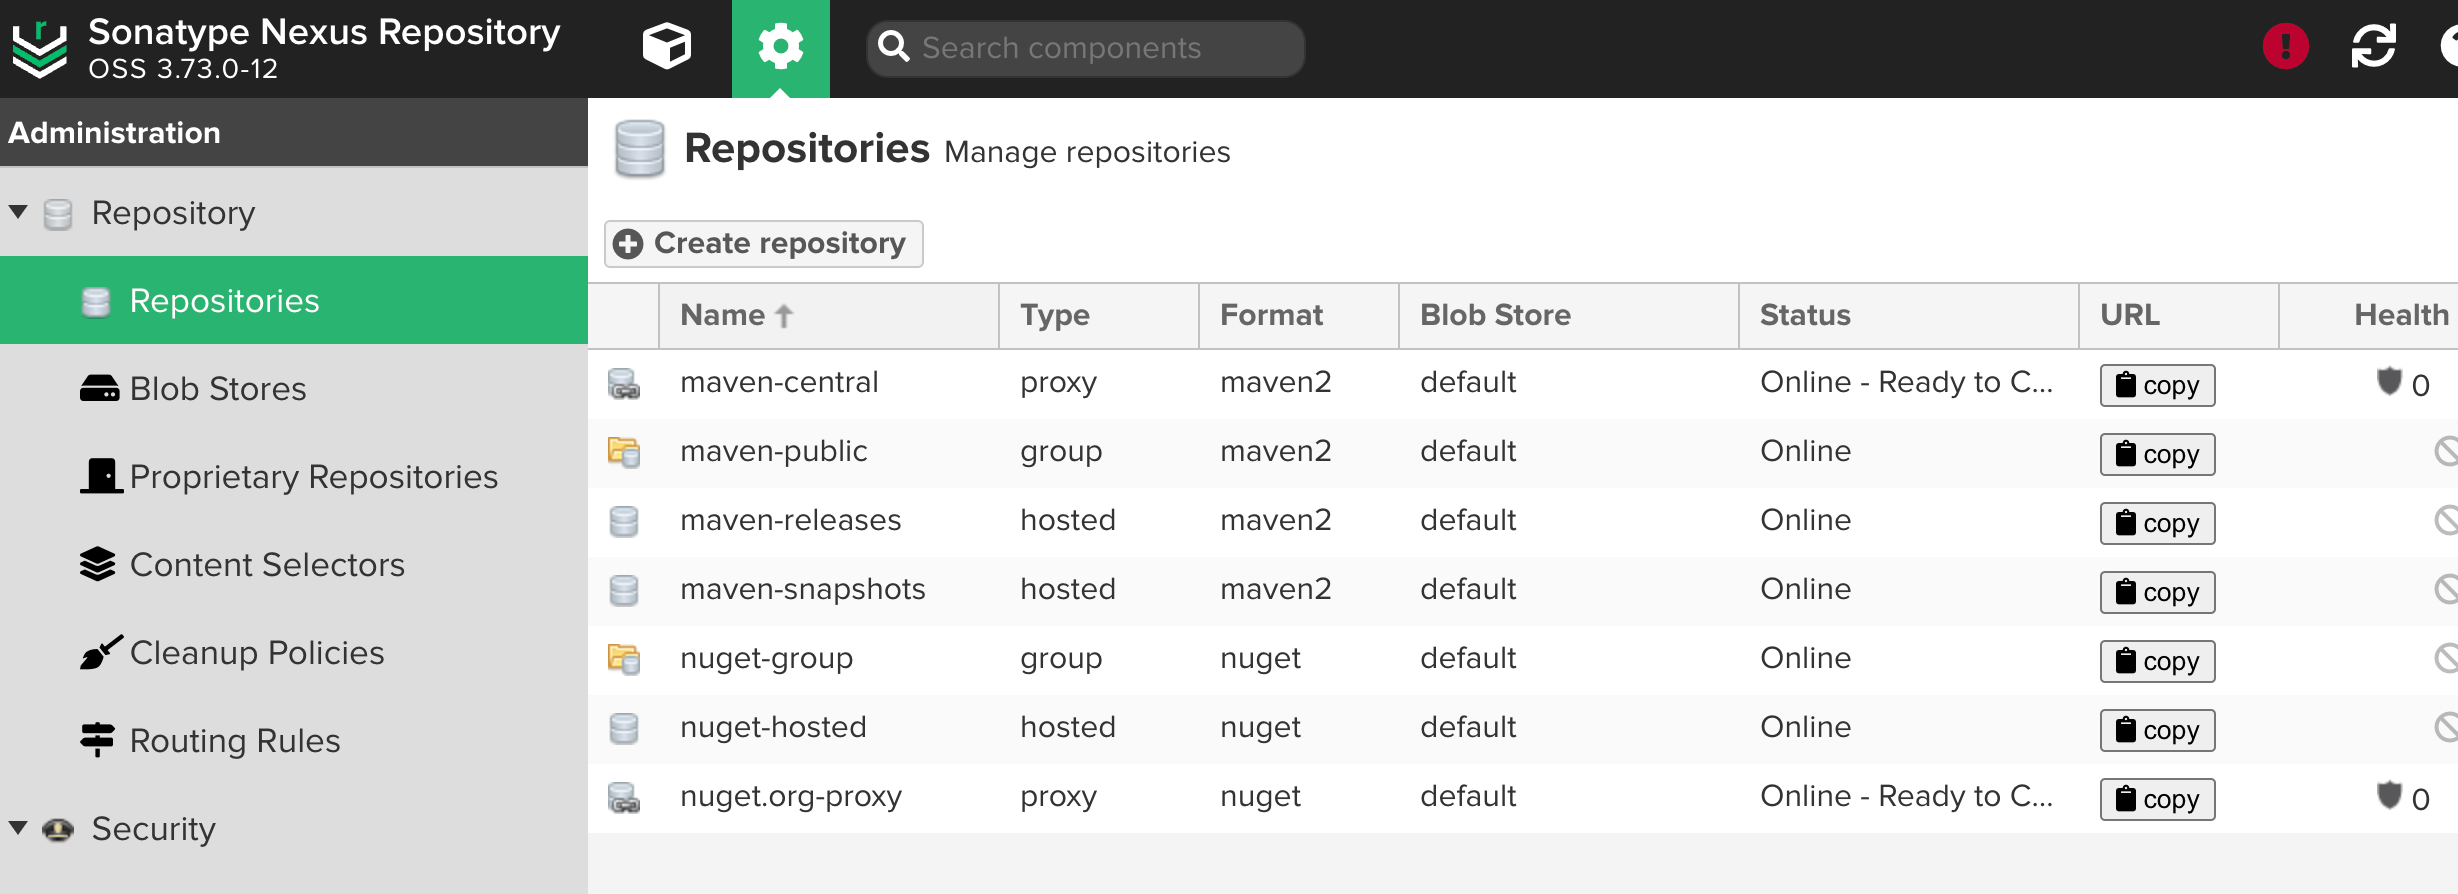 Sonatype Nexus Repository
OSS 3.73.0-12
Search components
Administration
Repository
Repositories
Blob Stores
Proprietary Repositories
Content Selectors
Cleanup Policies
Routing Rules
Security
Repositories Manage repositories
Create repository
Name Type Format Blob Store Status URL Health
maven-central proxy maven2 default Online - Ready to C... copy 0
maven-public group maven2 default Online copy
maven-releases hosted maven2 default Online copy
maven-snapshots hosted maven2 default Online copy
nuget-group group nuget default Online copy
nuget-hosted hosted nuget default Online copy
nuget.org-proxy proxy nuget default Online - Ready to C... copy 0